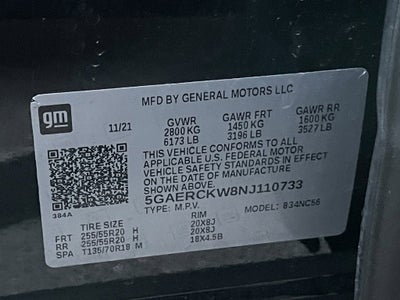 gm
MFD BY GENERAL MOTORS LLC
11/21 GVWR GAWR FRT GAWR RR
2800 KG 1450 KG 1600 KG
6173 LB 3196 LB 3527 LB
THIS VEHICLE CONFORMS TO ALL
APPLICABLE U.S. FEDERAL MOTOR
VEHICLE SAFETY STANDARDS IN EFFECT
ON THE DATE OF MANUFACTURE
SHOWN ABOVE.
5GAERCKW8NJ110733
384A TYPE: M.P.V. MODEL: 834NC56
TIRE SIZE RIM
FRT 255/55R20 H 20X8J
RR 255/55R20 H 20X8J
SPA T135/70R18 M 18X4.5B